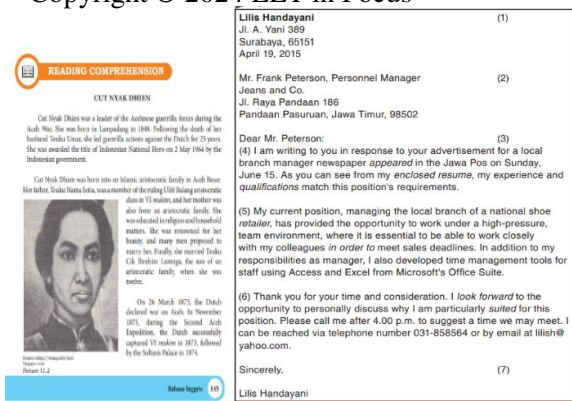 Copyright © 2024 LLT in Focus
READING COMPREHENSION
CUT NYAK DHIEN
Cut Nyak Dhien was a leader of the Acehnese guerrilla forces during the
Aceh War. She was born in Lampadang in 1848. Following the death of her
husband Teuku Umar, she led guerrilla actions against the Dutch for 25 years.
She was awarded the title of Indonesian National Hero on 2 May 1964 by the
Indonesian government.
Cut Nyak Dhien was born into an Islamic aristocratic family in Aceh Besar.
Her father, Teuku Nanta Setia, was a member of the ruling Ulèë Balang aristocratic
class in VI mukim, and her mother was
also from an aristocratic family. She
was educated in religion and household
matters. She was renowned for her
beauty, and many men proposed to
marry her. Finally, she married Teuku
Cik Ibrahim Lamnga, the son of an
aristocratic family, when she was
twelve.
On 26 March 1873, the Dutch
declared war on Aceh. In November
1873, during the Second Aceh
Expedition, the Dutch successfully
captured VI mukim in 1873, followed
by the Sultan's Palace in 1874.
Picture 11.2
Bahasa Inggris 145
Lilis Handayani (1)
Jl. A. Yani 389
Surabaya, 65151
April 19, 2015
Mr. Frank Peterson, Personnel Manager (2)
Jeans and Co.
Jl. Raya Pandaan 186
Pandaan Pasuruan, Jawa Timur, 98502
Dear Mr. Peterson: (3)
(4) I am writing to you in response to your advertisement for a local
branch manager newspaper appeared in the Jawa Pos on Sunday,
June 15. As you can see from my enclosed resume, my experience and
qualifications match this position's requirements.
(5) My current position, managing the local branch of a national shoe
retailer, has provided the opportunity to work under a high-pressure,
team environment, where it is essential to be able to work closely
with my colleagues in order to meet sales deadlines. In addition to my
responsibilities as manager, I also developed time management tools for
staff using Access and Excel from Microsoft's Office Suite.
(6) Thank you for your time and consideration. I look forward to the
opportunity to personally discuss why I am particularly suited for this
position. Please call me after 4.00 p.m. to suggest a time we may meet. I
can be reached via telephone number 031-858564 or by email at lilish@
yahoo.com.
Sincerely, (7)
Lilis Handayani